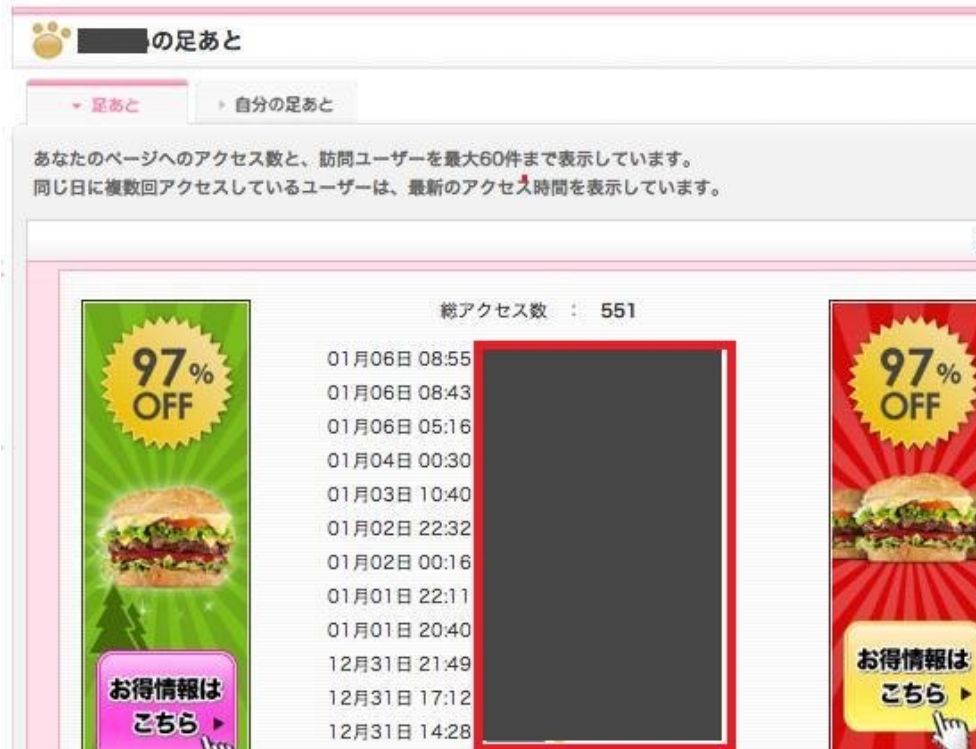 の足あと
足あと
自分の足あと
あなたのページへのアクセス数と、訪問ユーザーを最大60件まで表示しています。
同じ日に複数回アクセスしているユーザーは、最新のアクセス時間を表示しています。
総アクセス数 : 551
97%
OFF
お得情報は
こちら
01月06日 08:55
01月06日 08:43
01月06日 05:16
01月04日 00:30
01月03日 10:40
01月02日 22:32
01月02日 00:16
01月01日 22:11
01月01日 20:40
12月31日 21:49
12月31日 17:12
12月31日 14:28
97%
OFF
お得情報は
こちら